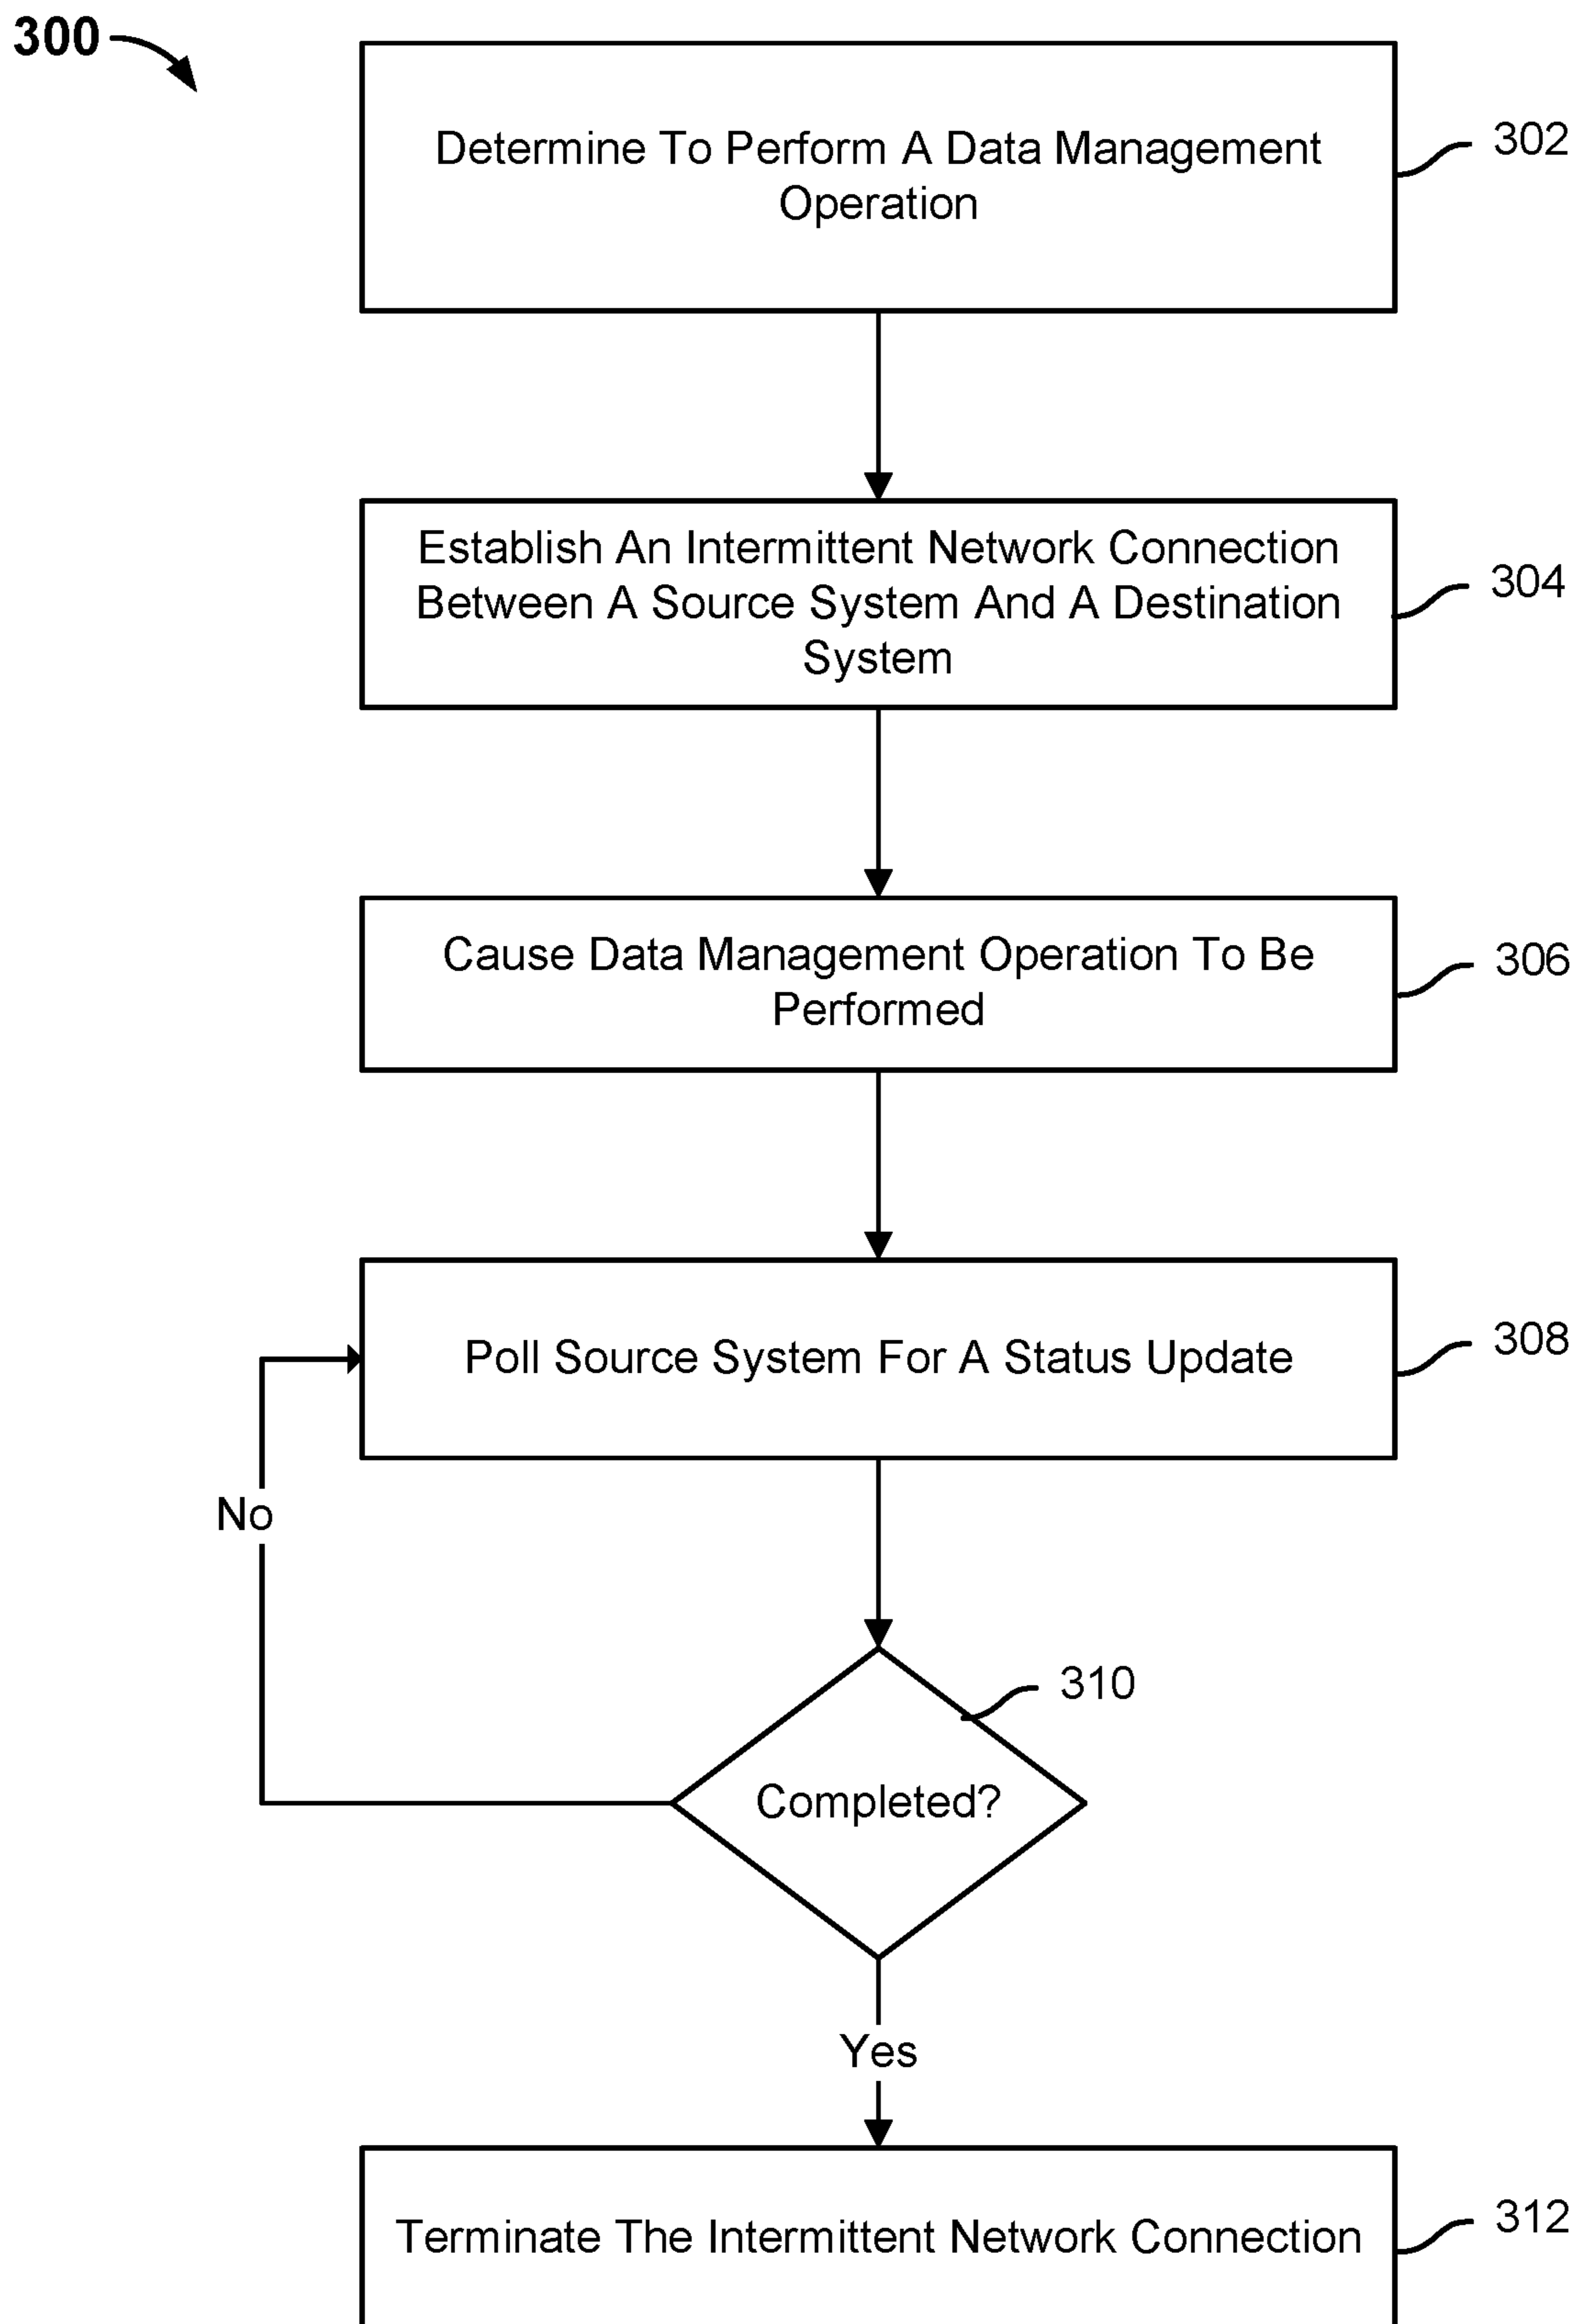 300
Determine To Perform A Data Management
Operation
302
Establish An Intermittent Network Connection
Between A Source System And A Destination
System
304
Cause Data Management Operation To Be
Performed
306
Poll Source System For A Status Update
308
No
310
Completed?
Yes
Terminate The Intermittent Network Connection
312